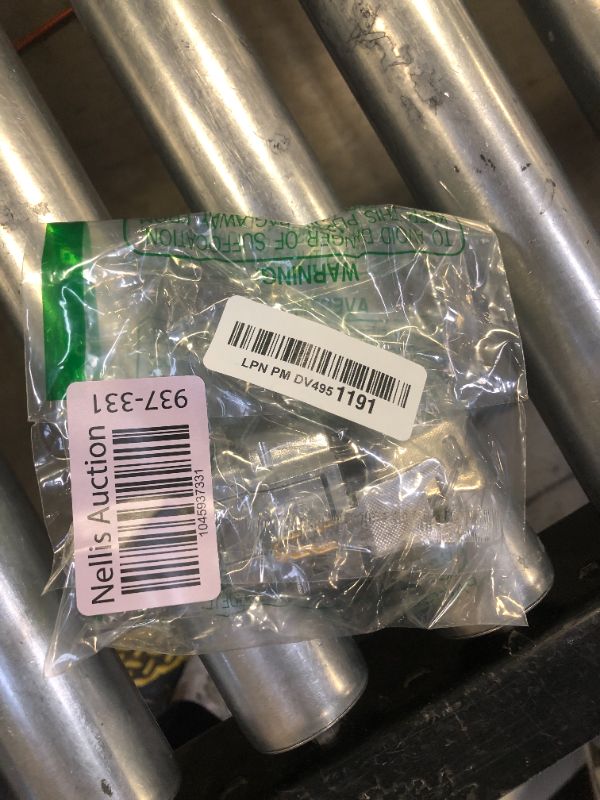 TO AVOID DANGER OF SUFFOCATION
WARNING
LPN PM DV495 1191
937-331
Nellis Auction
1045937331